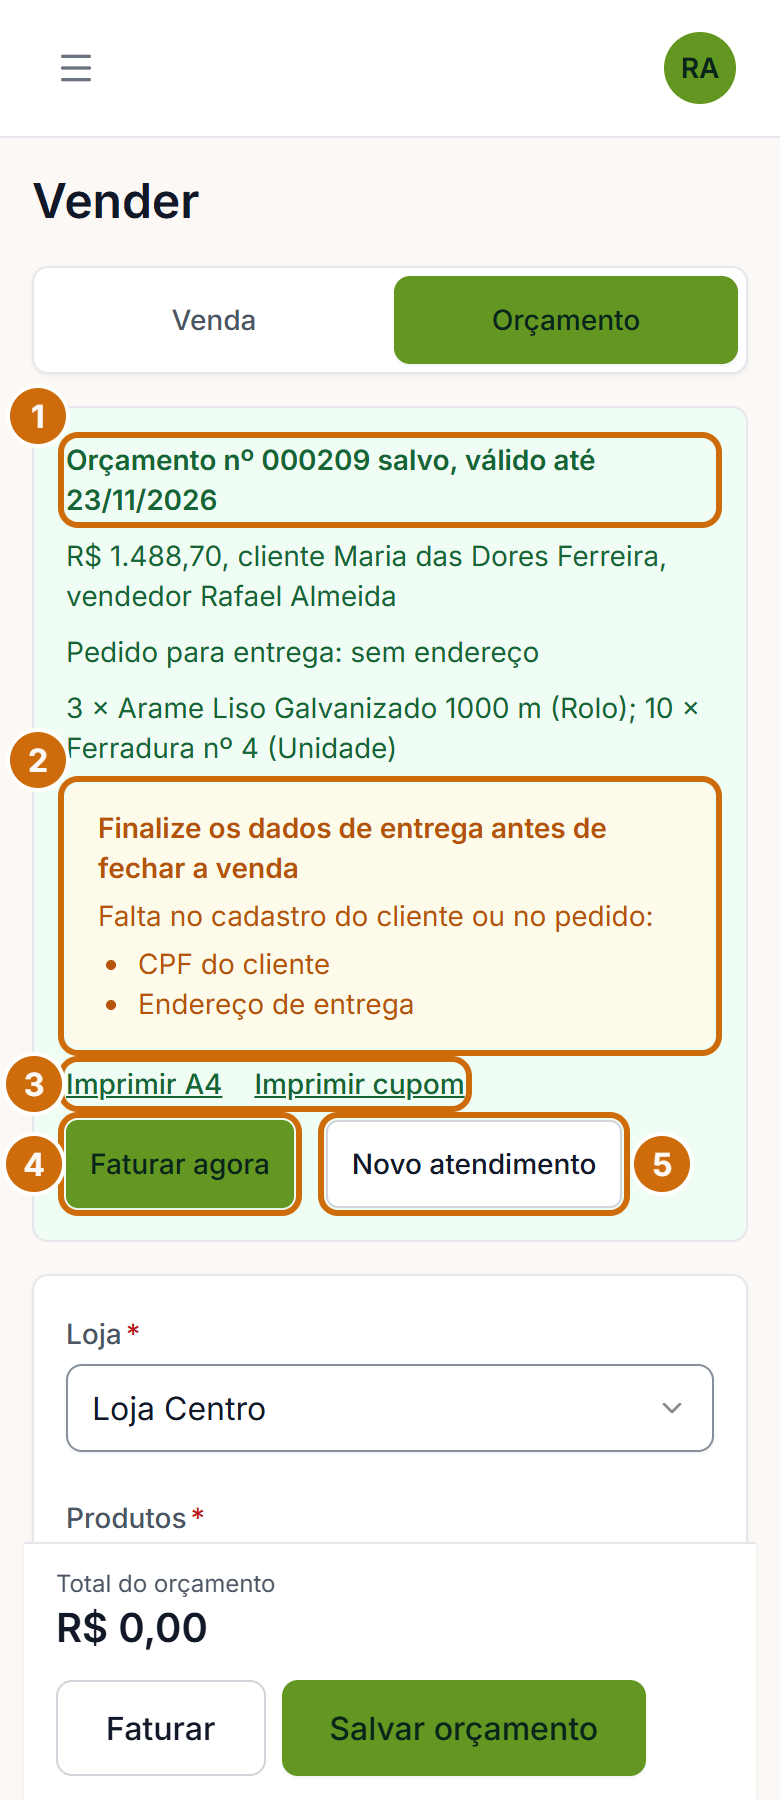 RA
Vender
Venda
Orçamento
1
Orçamento nº 000209 salvo, válido até
23/11/2026
R$ 1.488,70, cliente Maria das Dores Ferreira,
vendedor Rafael Almeida
Pedido para entrega: sem endereço
3 × Arame Liso Galvanizado 1000 m (Rolo); 10 ×
Ferradura nº 4 (Unidade)
2
Finalize os dados de entrega antes de
fechar a venda
Falta no cadastro do cliente ou no pedido:
• CPF do cliente
• Endereço de entrega
3
Imprimir A4 Imprimir cupom
4
Faturar agora
Novo atendimento
5
Loja *
Loja Centro
Produtos *
Total do orçamento
R$ 0,00
Faturar
Salvar orçamento